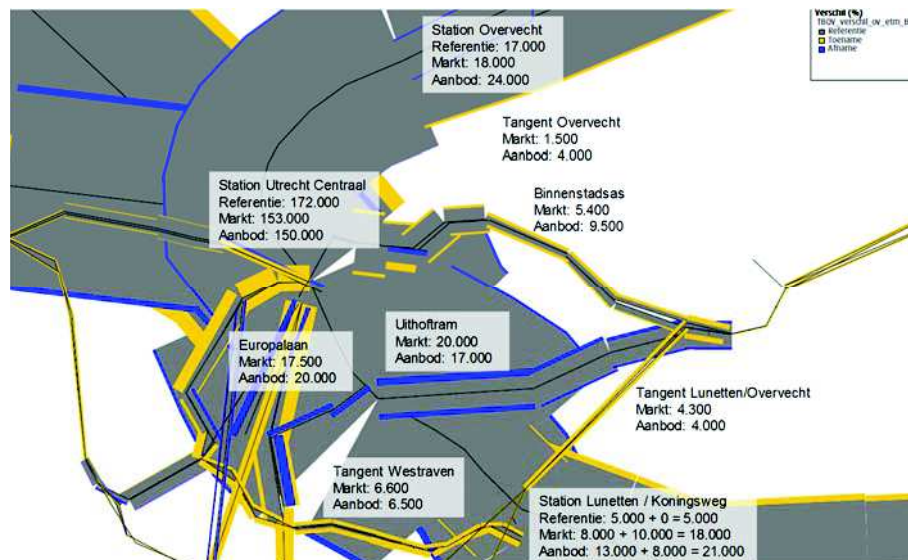 Station Overvecht
Referentie: 17.000
Markt: 18.000
Aanbod: 24.000
Verschil (%)
Referentie
Toename
Afname
Tangent Overvecht
Markt: 1.500
Aanbod: 4.000
Station Utrecht Centraal
Referentie: 172.000
Markt: 153.000
Aanbod: 150.000
Binnenstadsas
Markt: 5.400
Aanbod: 9.500
Europalaan
Markt: 17.500
Aanbod: 20.000
Uithoftram
Markt: 20.000
Aanbod: 17.000
Tangent Lunetten/Overvecht
Markt: 4.300
Aanbod: 4.000
Tangent Westraven
Markt: 6.600
Aanbod: 6.500
Station Lunetten / Koningsweg
Referentie: 5.000 + 0 = 5.000
Markt: 8.000 + 10.000 = 18.000
Aanbod: 13.000 + 8.000 = 21.000